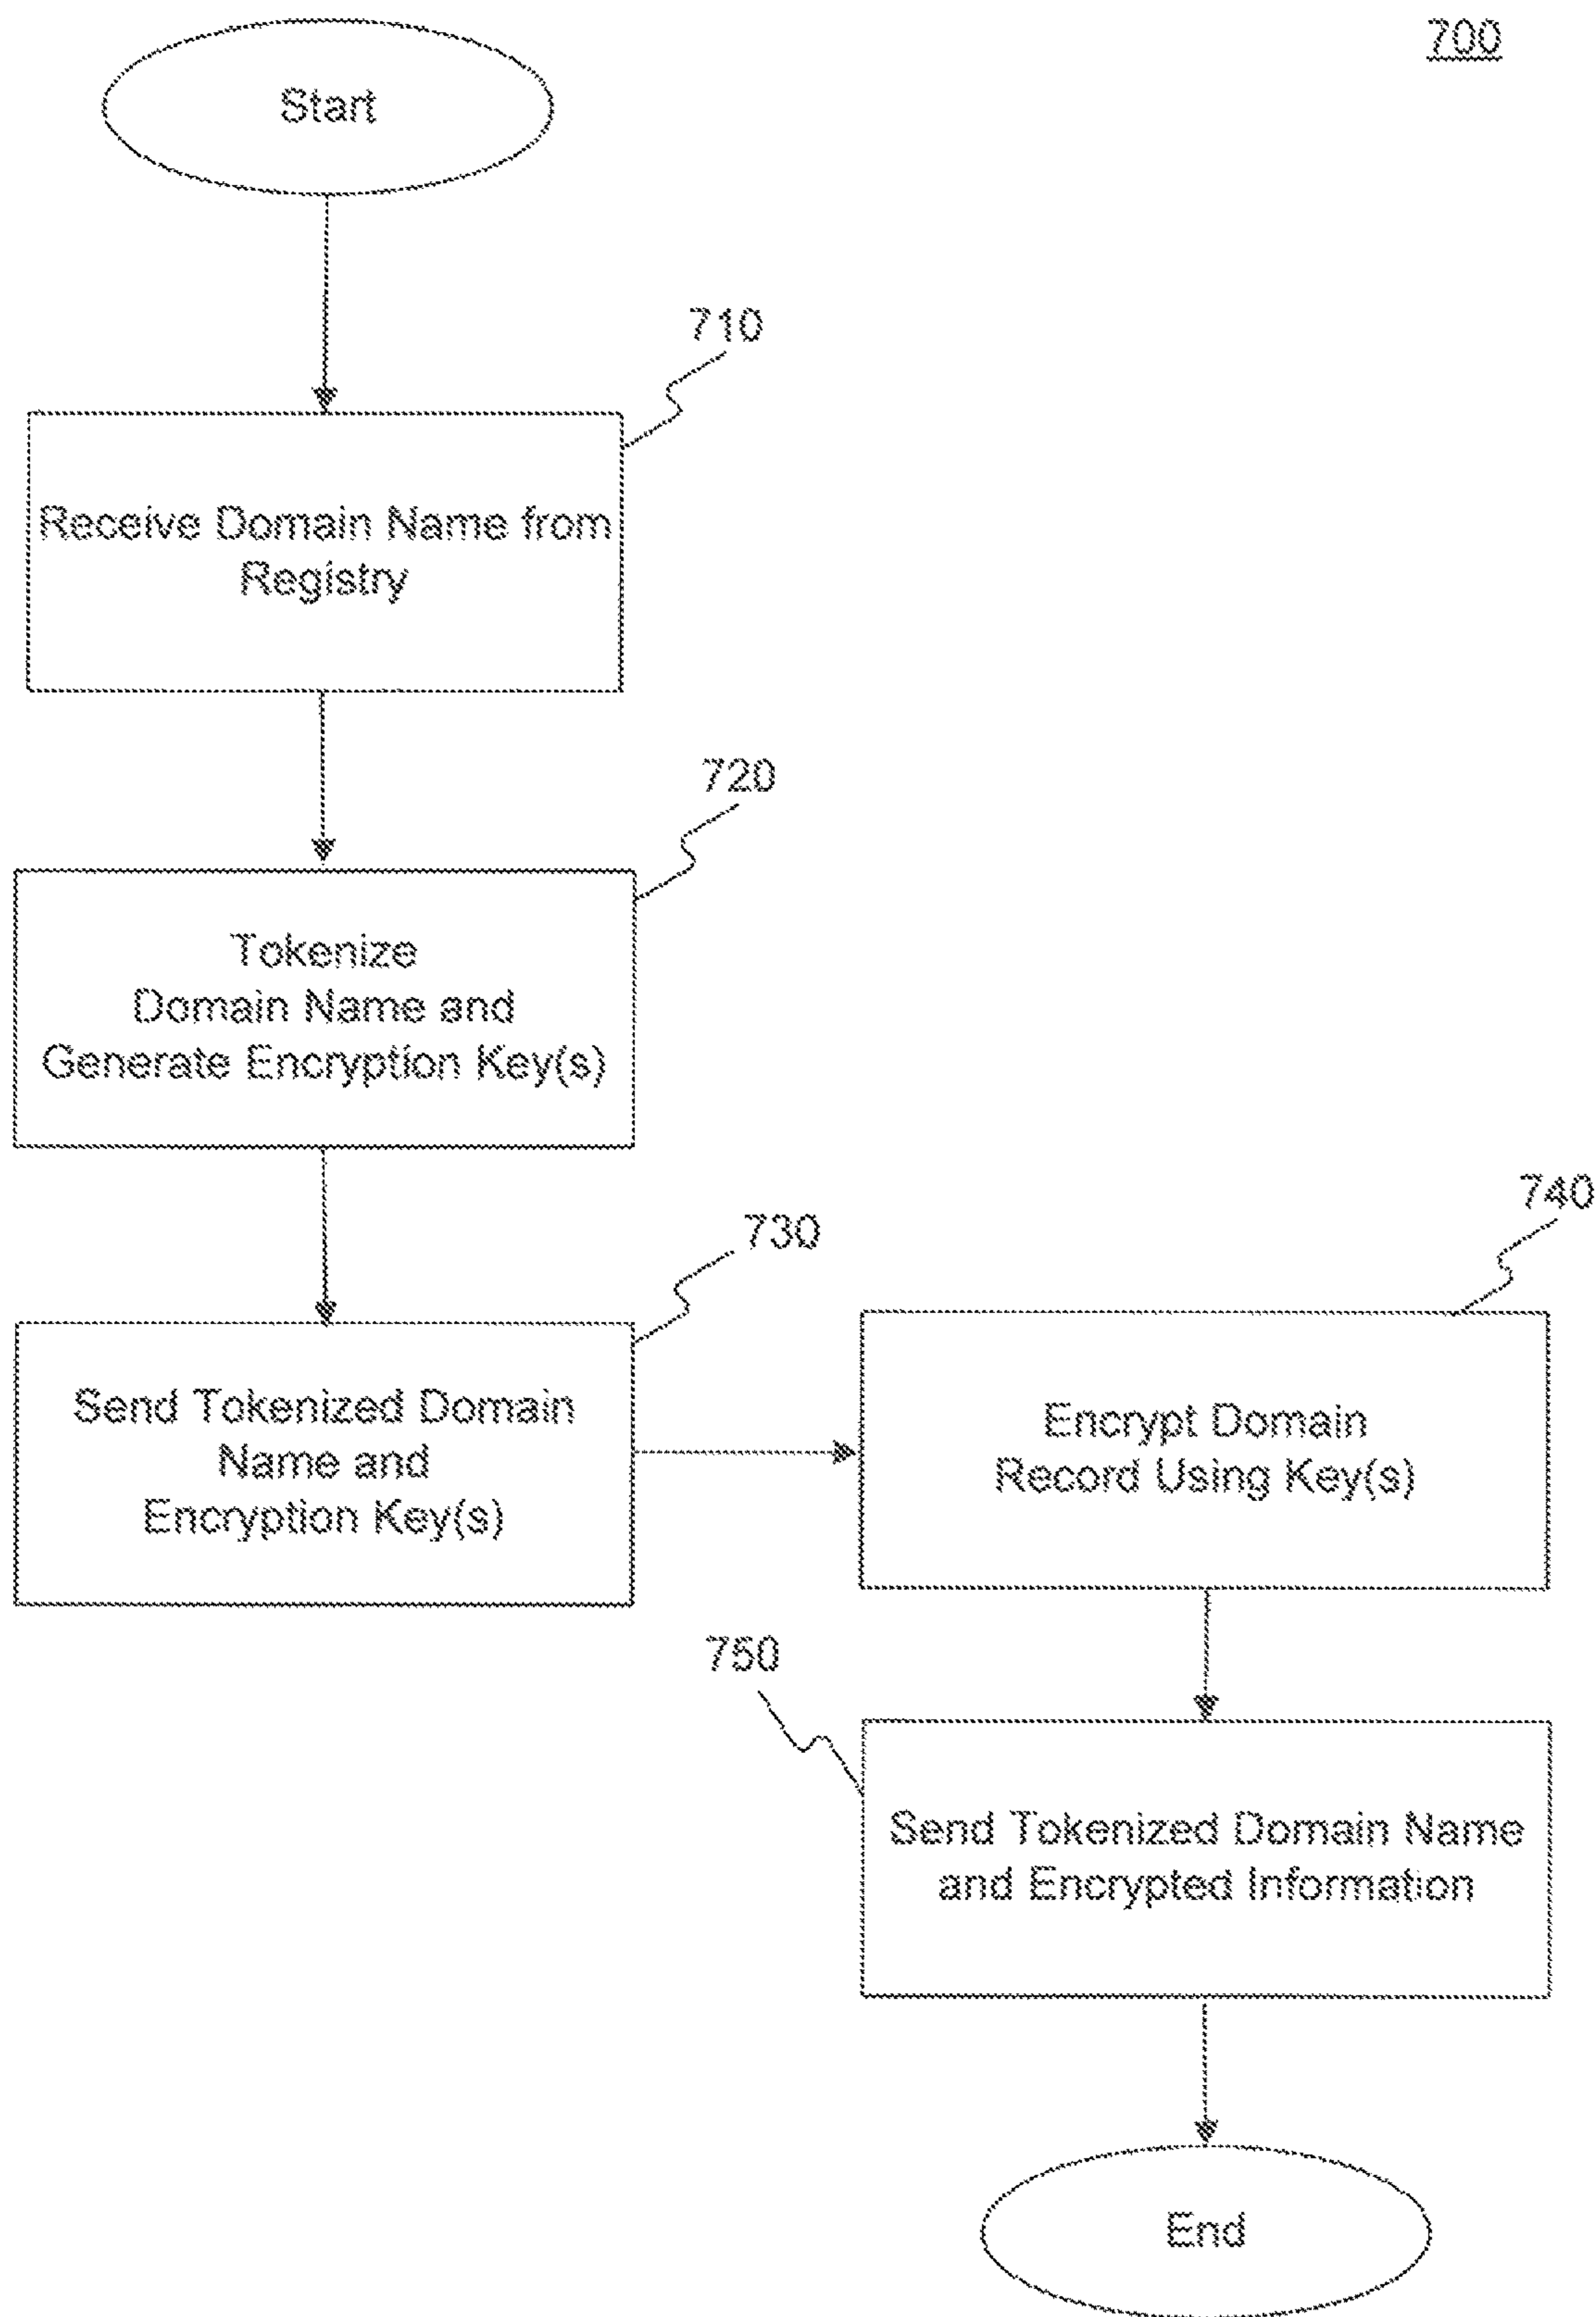 700
Start
710
Receive Domain Name from
Registry
720
Tokenize
Domain Name and
Generate Encryption Key(s)
730
Send Tokenized Domain
Name and
Encryption Key(s)
740
Encrypt Domain
Record Using Key(s)
750
Send Tokenized Domain Name
and Encrypted Information
End